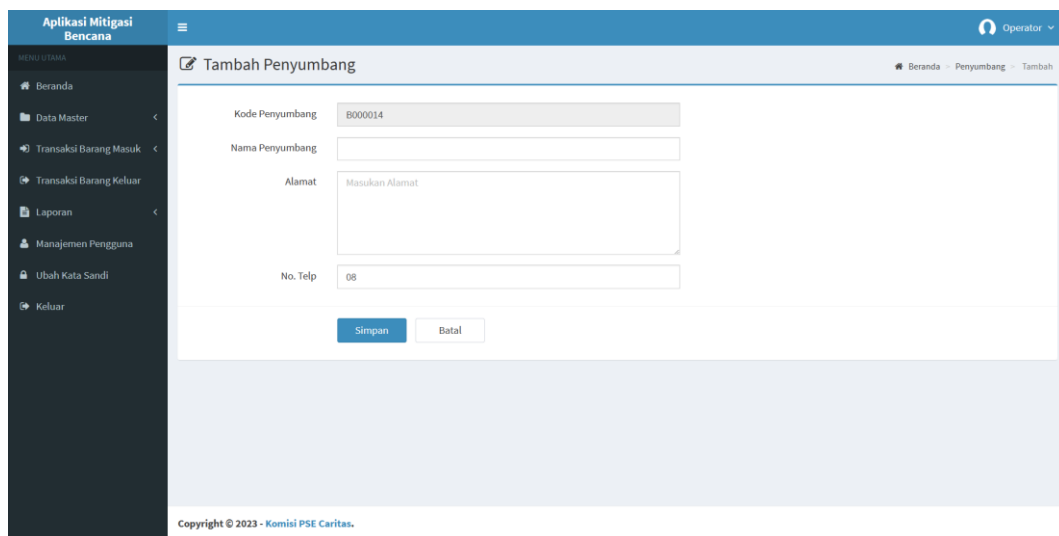 Aplikasi Mitigasi
Bencana
Operator
MENU UTAMA
Tambah Penyumbang
Beranda > Penyumbang > Tambah
Beranda
Data Master
Transaksi Barang Masuk
Transaksi Barang Keluar
Laporan
Manajemen Pengguna
Ubah Kata Sandi
Keluar
Kode Penyumbang B000014
Nama Penyumbang
Alamat Masukan Alamat
No. Telp 08
Simpan Batal
Copyright © 2023 - Komisi PSE Caritas.